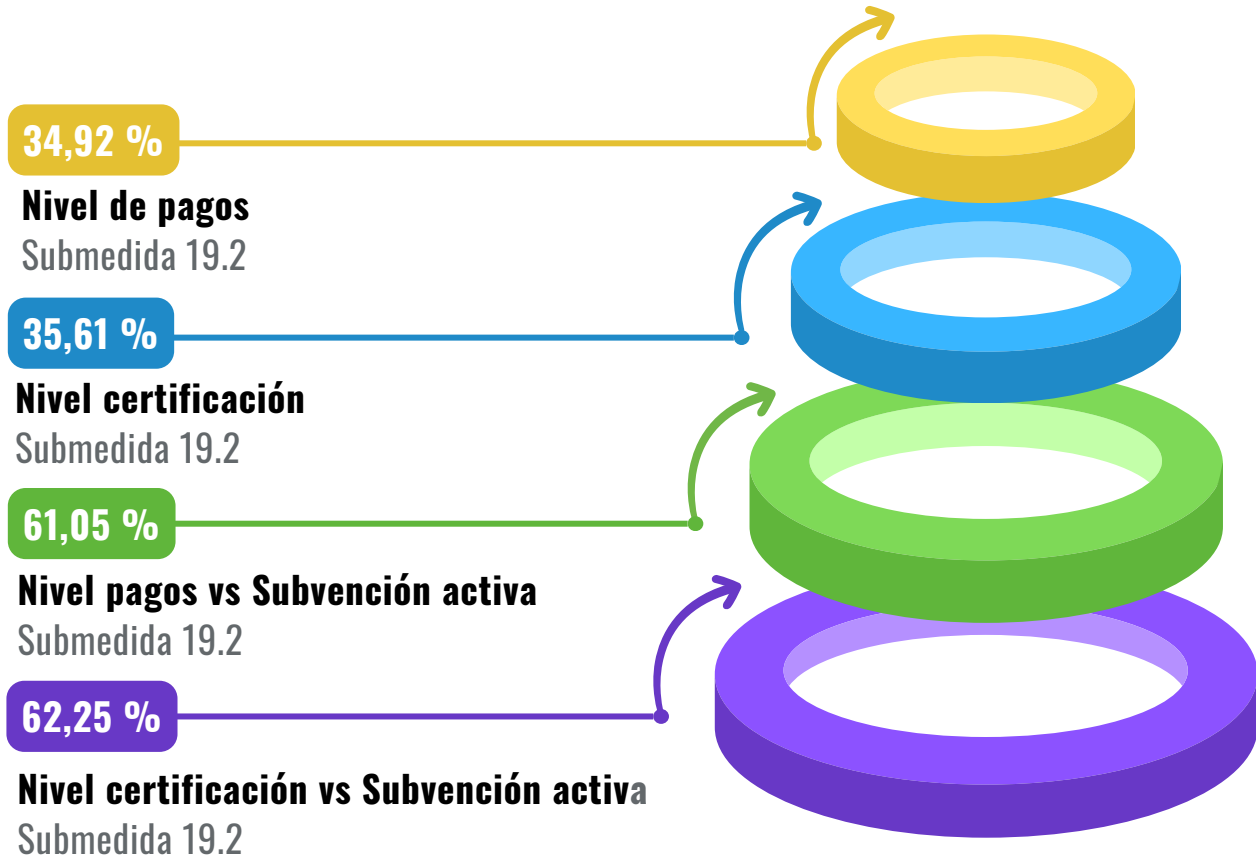 34,92 %
Nivel de pagos
Submedida 19.2
35,61 %
Nivel certificación
Submedida 19.2
61,05 %
Nivel pagos vs Subvención activa
Submedida 19.2
62,25 %
Nivel certificación vs Subvención activa
Submedida 19.2